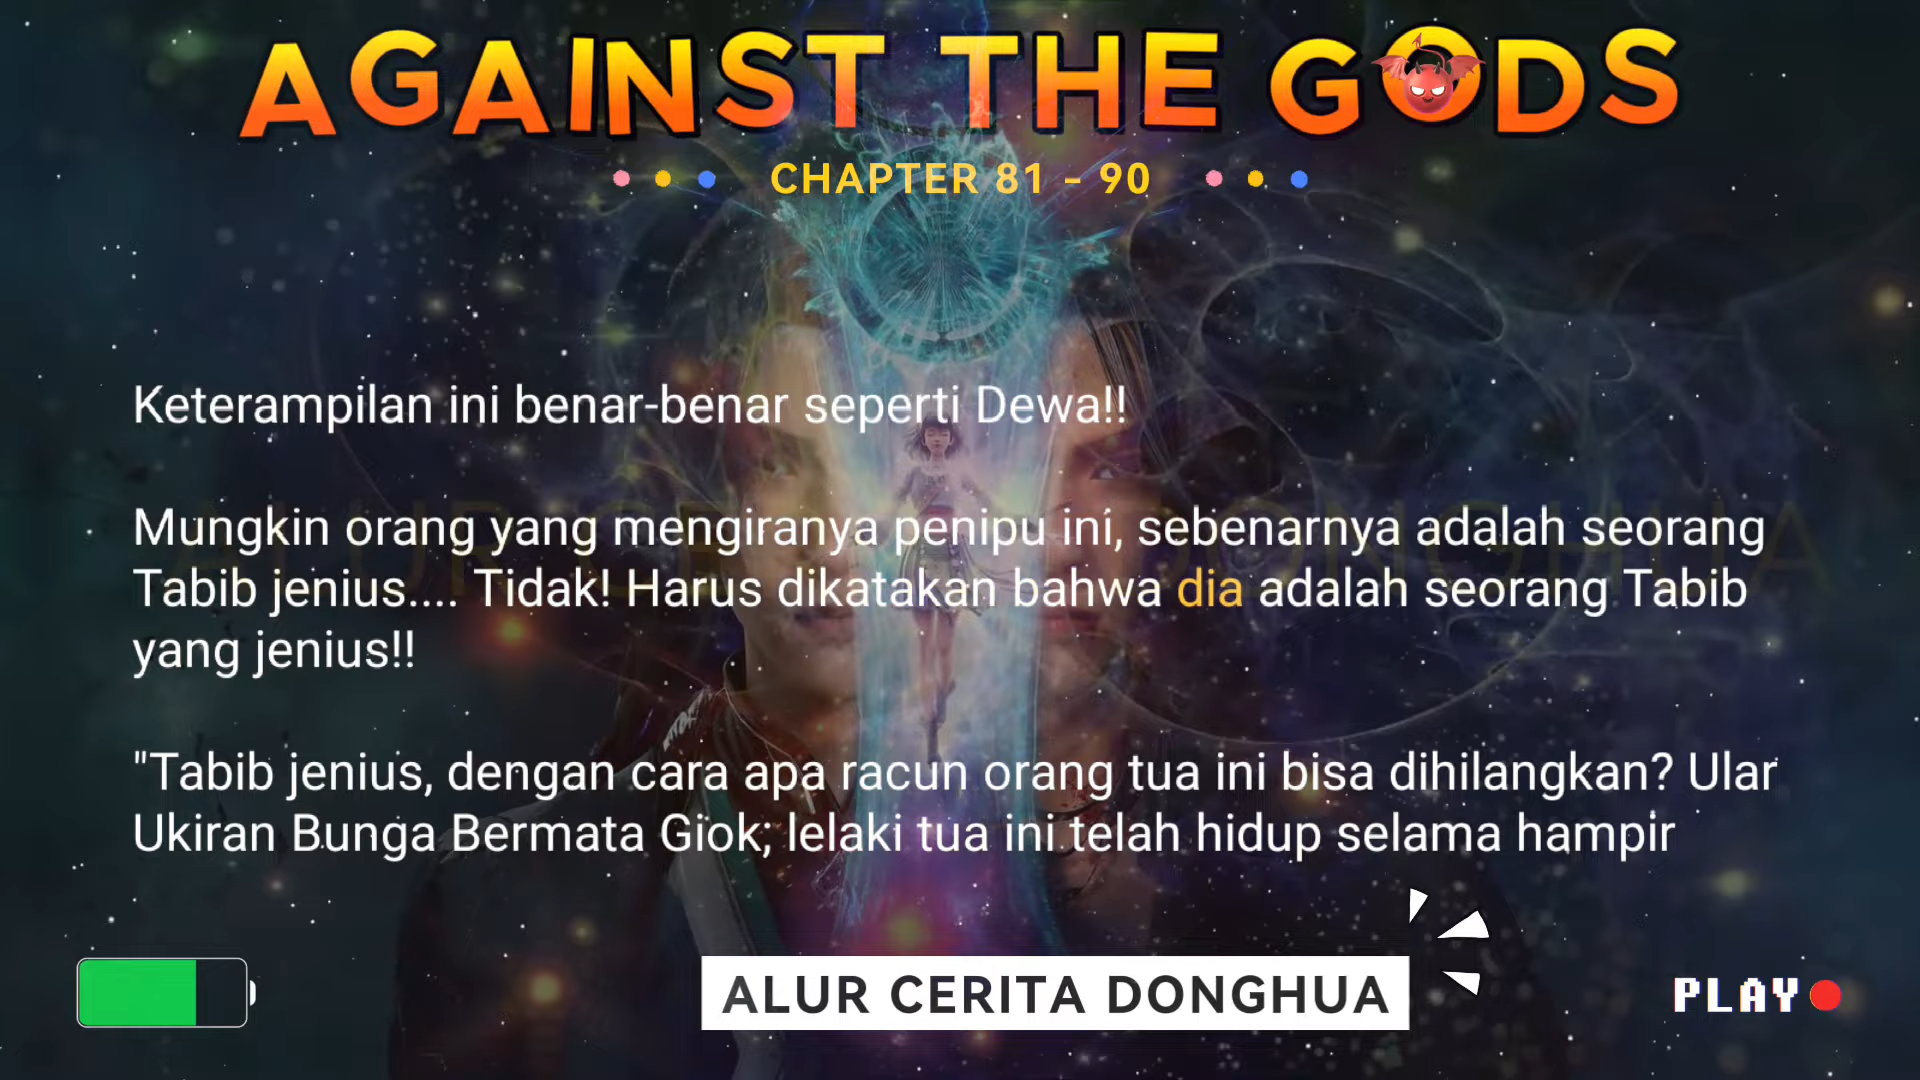 AGAINST THE GODS
CHAPTER 81 - 90
Keterampilan ini benar-benar seperti Dewa!!
Mungkin orang yang mengiranya penipu ini, sebenarnya adalah seorang
Tabib jenius.... Tidak! Harus dikatakan bahwa dia adalah seorang Tabib
yang jenius!!
"Tabib jenius, dengan cara apa racun orang tua ini bisa dihilangkan? Ular
Ukiran Bunga Bermata Giok; lelaki tua ini telah hidup selama hampir
ALUR CERITA DONGHUA
PLAY